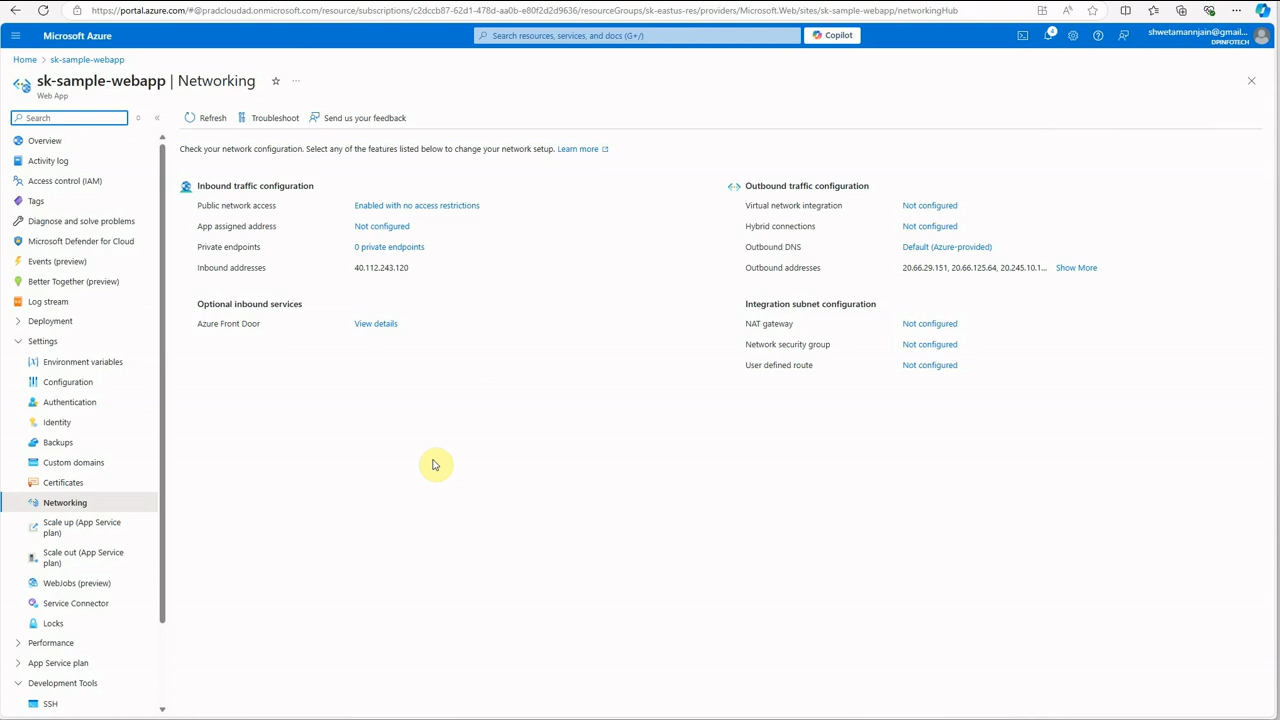 https://portal.azure.com/#@pradcloudad.onmicrosoft.com/resource/subscriptions/c2dccb87-62d1-478d-aa0b-e80f2d2d9636/resourceGroups/sk-eastus-res/providers/Microsoft.Web/sites/sk-sample-webapp/networkingHub
Microsoft Azure
Search resources, services, and docs (G+/)
Copilot
4
shwetamannjain@gmail....
DPINFOTECH
Home > sk-sample-webapp
sk-sample-webapp | Networking
Web App
Search
Refresh
Troubleshoot
Send us your feedback
Check your network configuration. Select any of the features listed below to change your network setup. Learn more
Overview
Activity log
Access control (IAM)
Tags
Diagnose and solve problems
Microsoft Defender for Cloud
Events (preview)
Better Together (preview)
Log stream
Deployment
Settings
Environment variables
Configuration
Authentication
Identity
Backups
Custom domains
Certificates
Networking
Scale up (App Service
plan)
Scale out (App Service
plan)
WebJobs (preview)
Service Connector
Locks
Performance
App Service plan
Development Tools
SSH
Inbound traffic configuration
Public network access Enabled with no access restrictions
App assigned address Not configured
Private endpoints 0 private endpoints
Inbound addresses 40.112.243.120
Optional inbound services
Azure Front Door View details
Outbound traffic configuration
Virtual network integration Not configured
Hybrid connections Not configured
Outbound DNS Default (Azure-provided)
Outbound addresses 20.66.29.151, 20.66.125.64, 20.245.10.1... Show More
Integration subnet configuration
NAT gateway Not configured
Network security group Not configured
User defined route Not configured